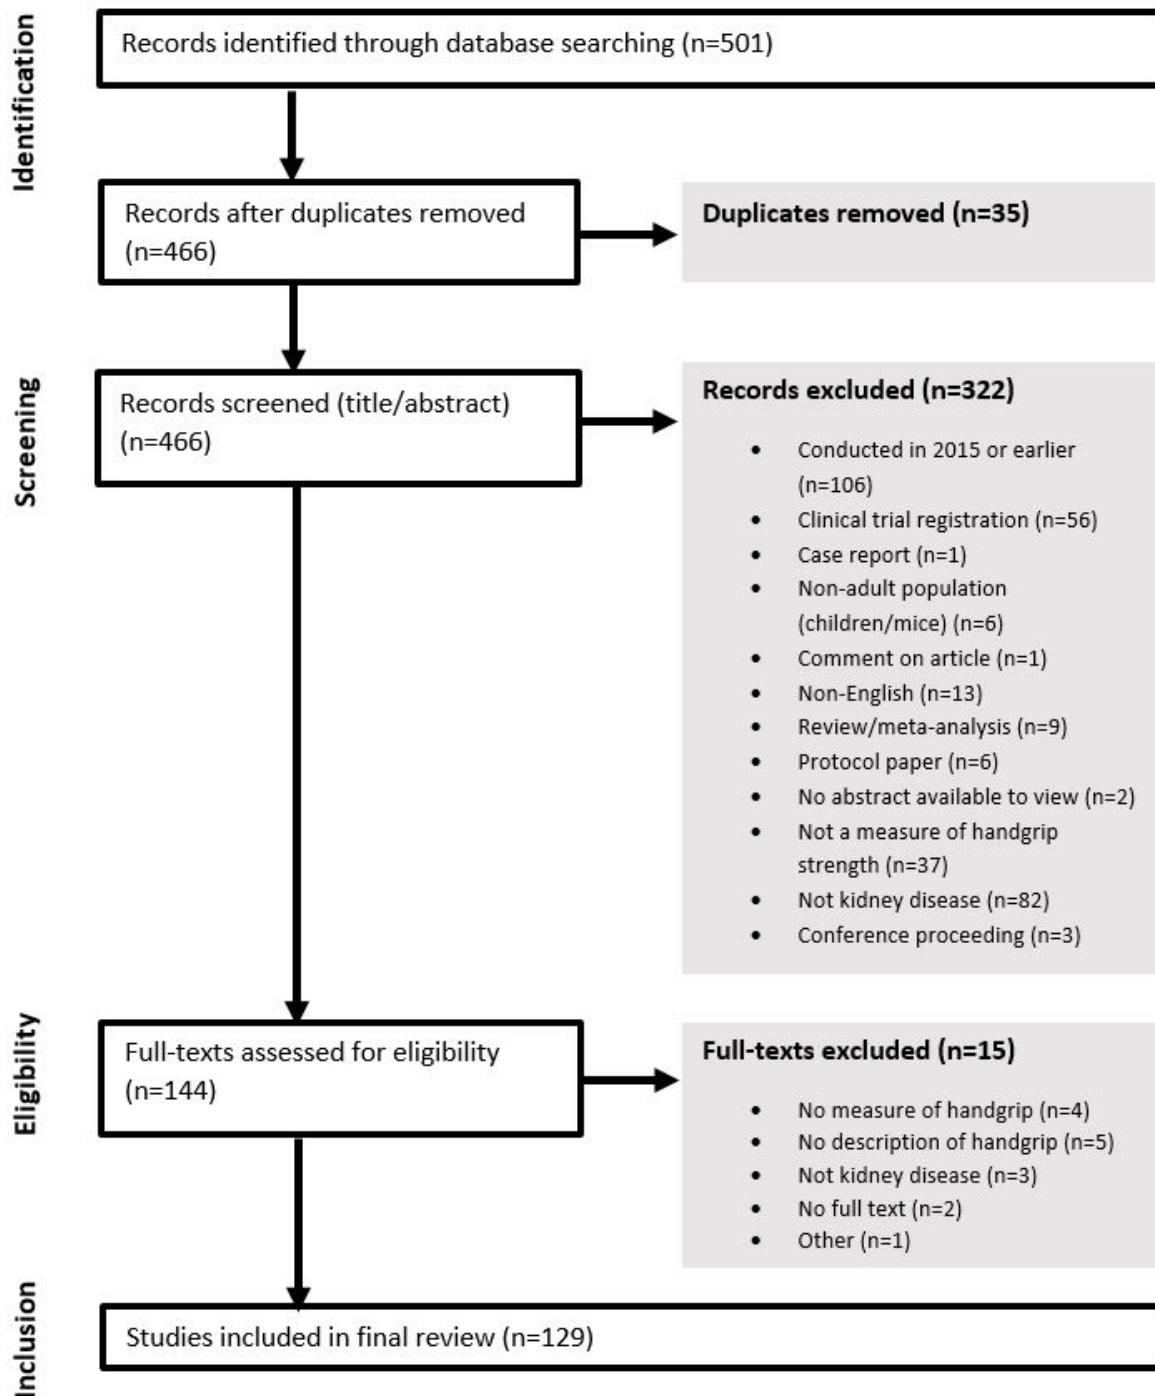 Identification
Records identified through database searching (n=501)
Records after duplicates removed
(n=466)
Duplicates removed (n=35)
Screening
Records screened (title/abstract)
(n=466)
Records excluded (n=322)
• Conducted in 2015 or earlier
(n=106)
• Clinical trial registration (n=56)
• Case report (n=1)
• Non-adult population
(children/mice) (n=6)
• Comment on article (n=1)
• Non-English (n=13)
• Review/meta-analysis (n=9)
• Protocol paper (n=6)
• No abstract available to view (n=2)
• Not a measure of handgrip
strength (n=37)
• Not kidney disease (n=82)
• Conference proceeding (n=3)
Eligibility
Full-texts assessed for eligibility
(n=144)
Full-texts excluded (n=15)
• No measure of handgrip (n=4)
• No description of handgrip (n=5)
• Not kidney disease (n=3)
• No full text (n=2)
• Other (n=1)
Inclusion
Studies included in final review (n=129)